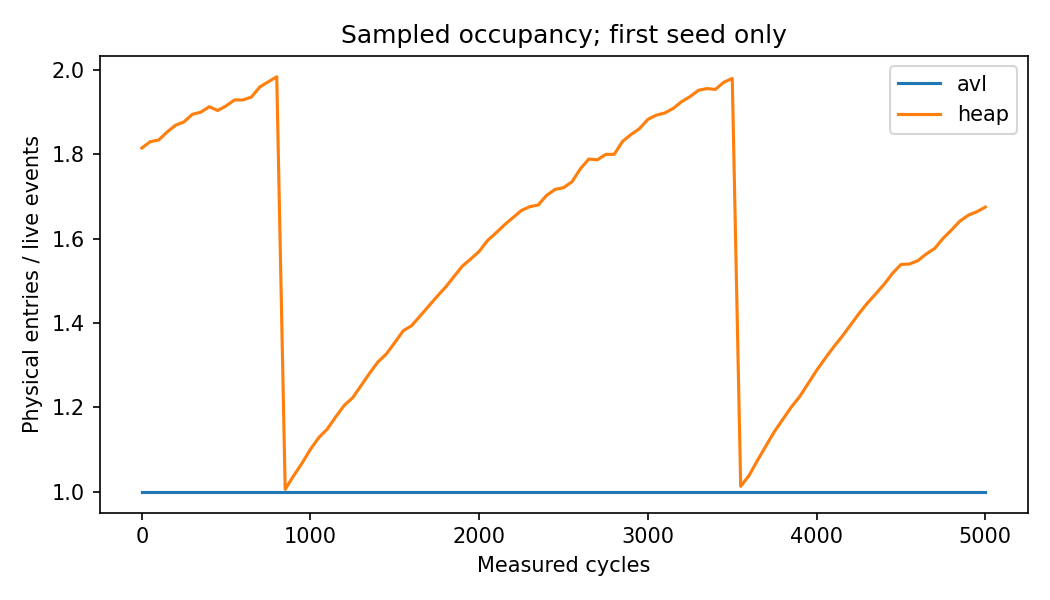 Sampled occupancy; first seed only
avl
heap
Physical entries / live events
2.0
1.8
1.6
1.4
1.2
1.0
0 1000 2000 3000 4000 5000
Measured cycles